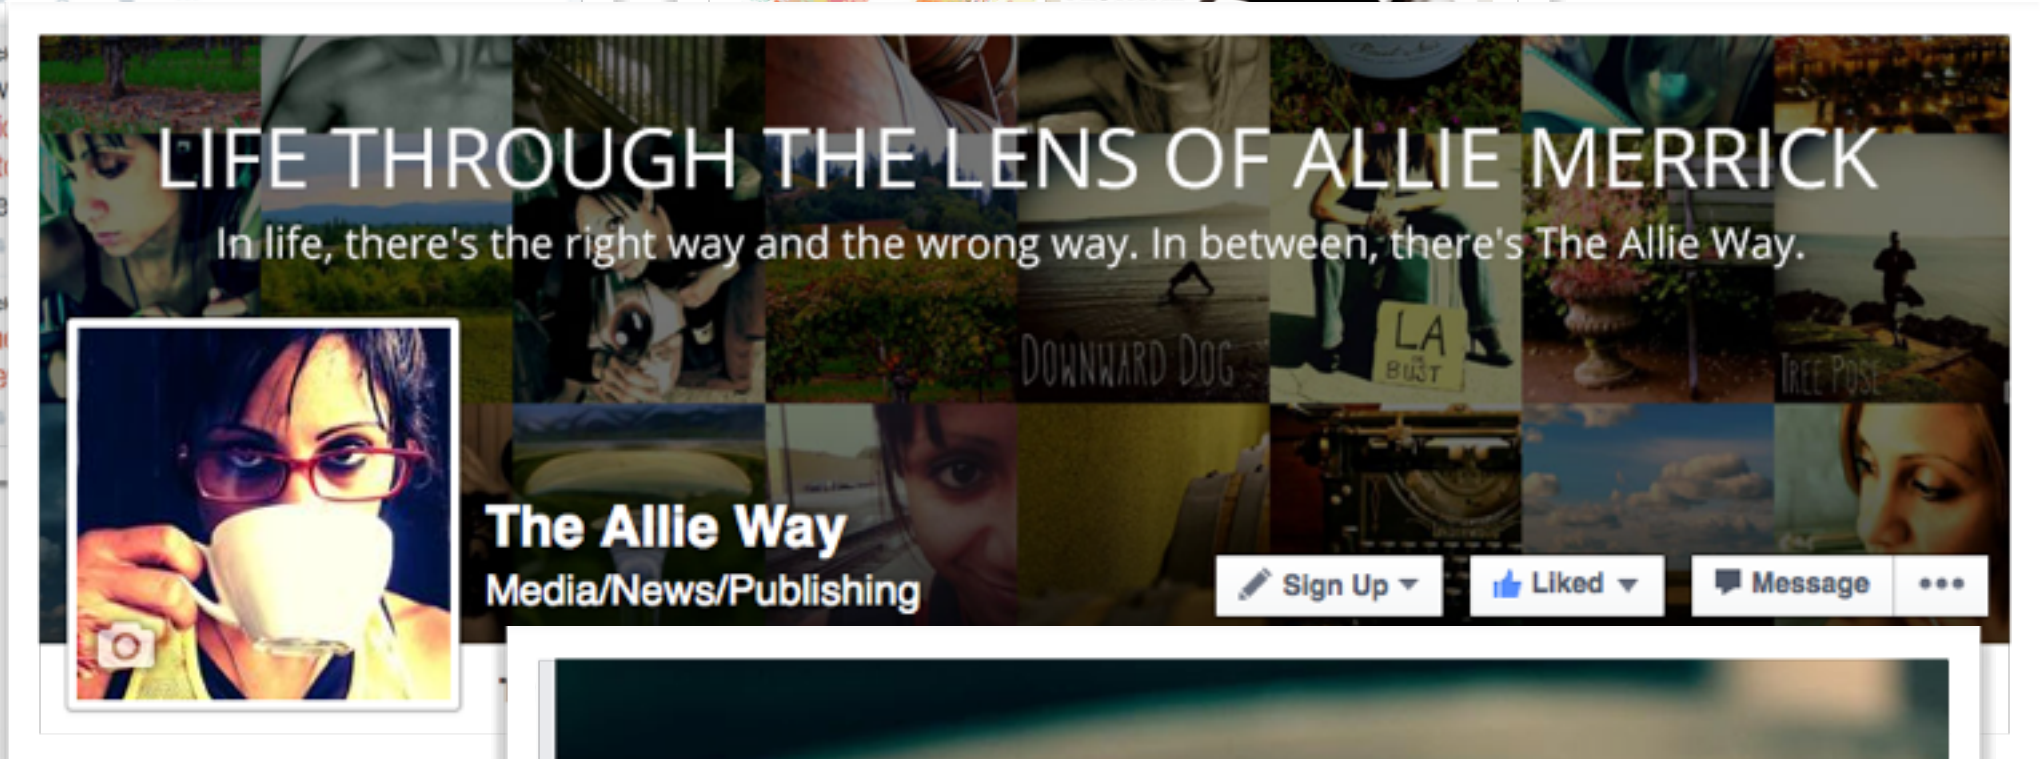 LIFE THROUGH THE LENS OF ALLIE MERRICK
In life, there's the right way and the wrong way. In between, there's The Allie Way.
DOWNWARD DOG
LA
OR
BUST
TREE POSE
The Allie Way
Media/News/Publishing
Sign Up
Liked
Message